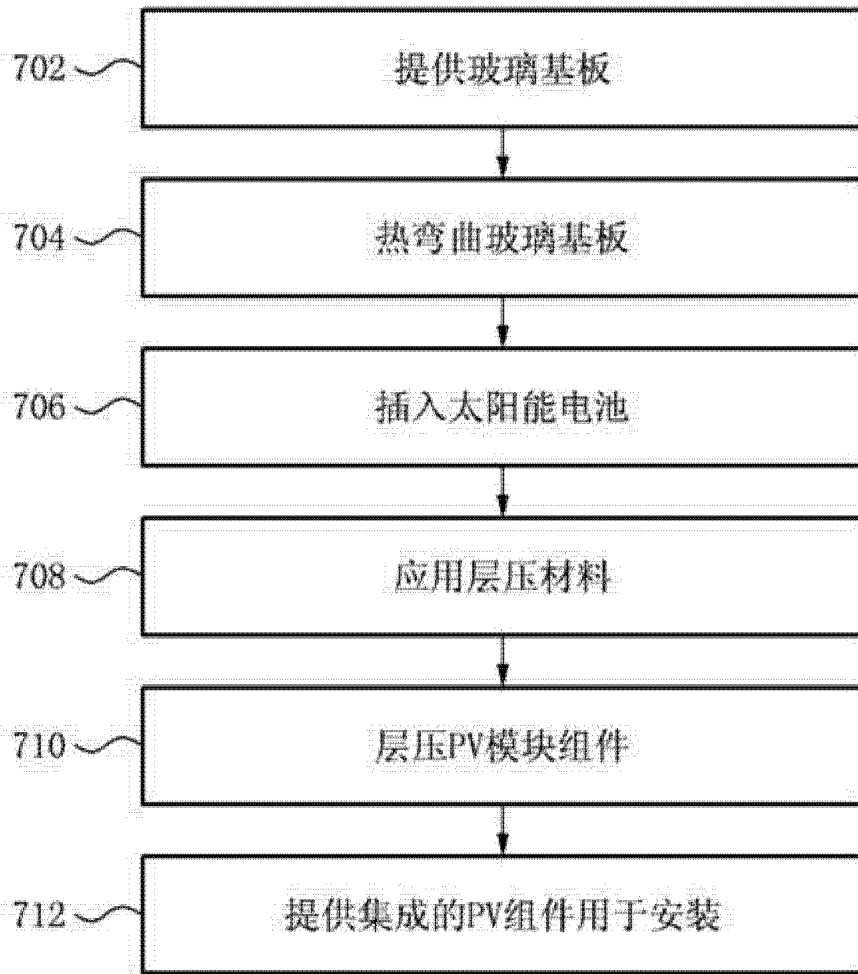 702 提供玻璃基板
704 热弯曲玻璃基板
706 插入太阳能电池
708 应用层压材料
710 层压PV模块组件
712 提供集成的PV组件用于安装